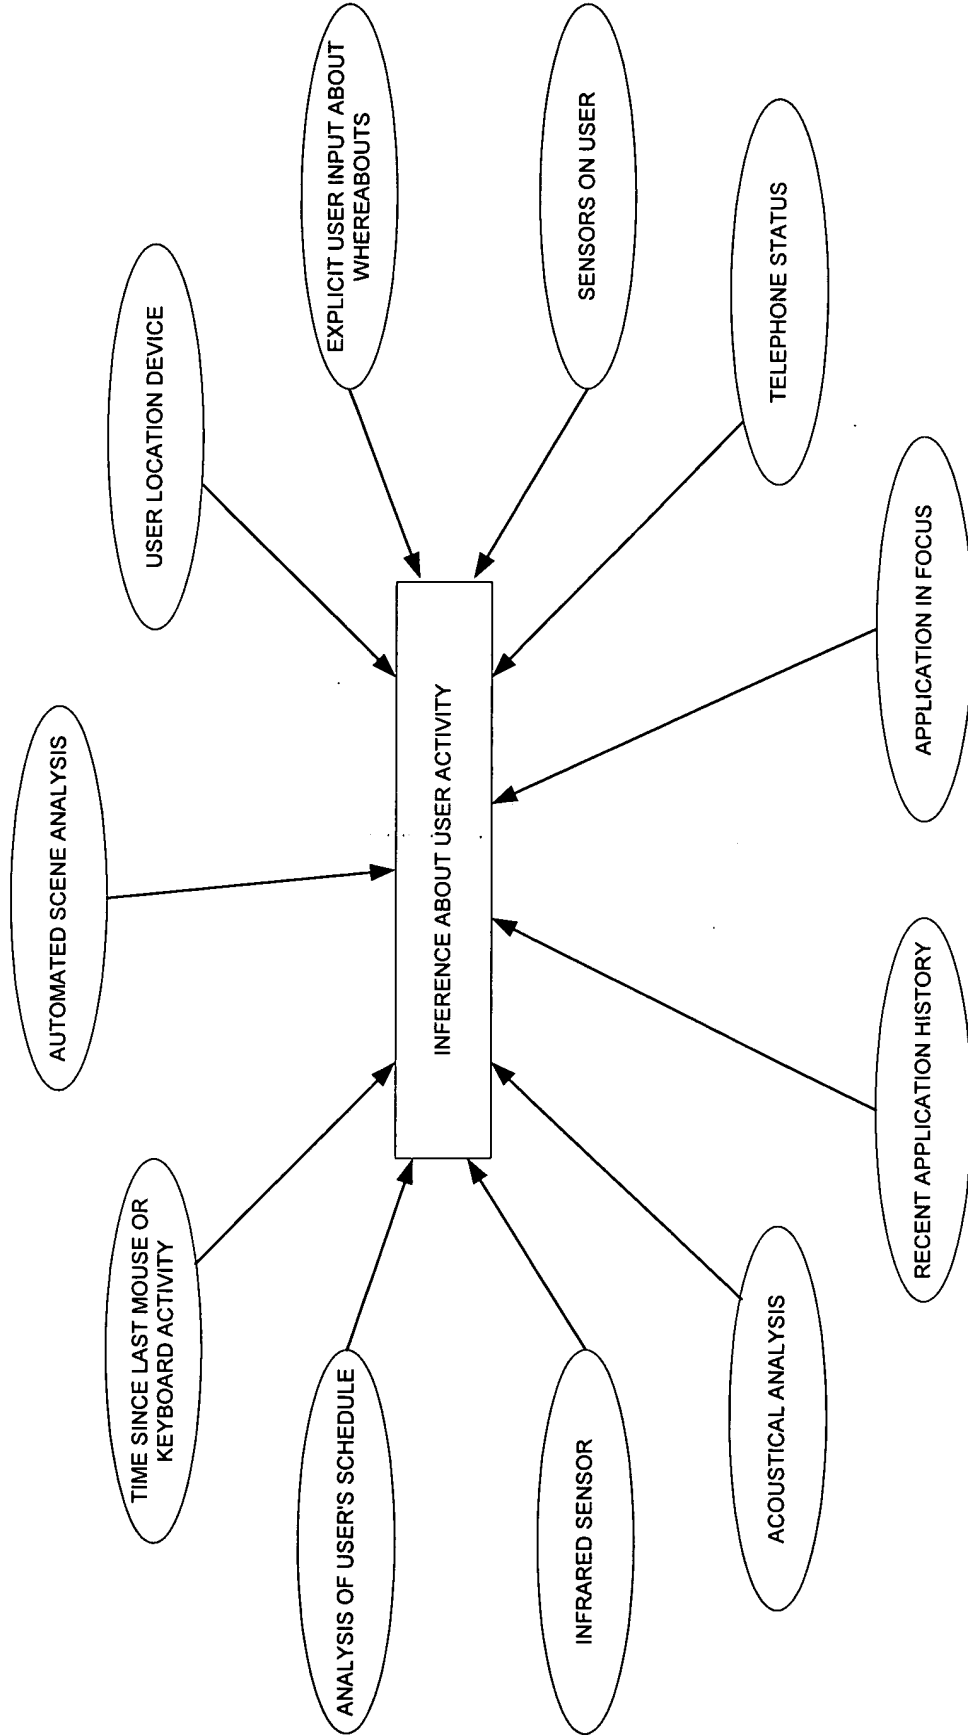 AUTOMATED SCENE ANALYSIS
TIME SINCE LAST MOUSE OR
KEYBOARD ACTIVITY
USER LOCATION DEVICE
ANALYSIS OF USER'S SCHEDULE
EXPLICIT USER INPUT ABOUT
WHEREABOUTS
INFERENCE ABOUT USER ACTIVITY
INFRARED SENSOR
SENSORS ON USER
ACOUSTICAL ANALYSIS
TELEPHONE STATUS
RECENT APPLICATION HISTORY
APPLICATION IN FOCUS